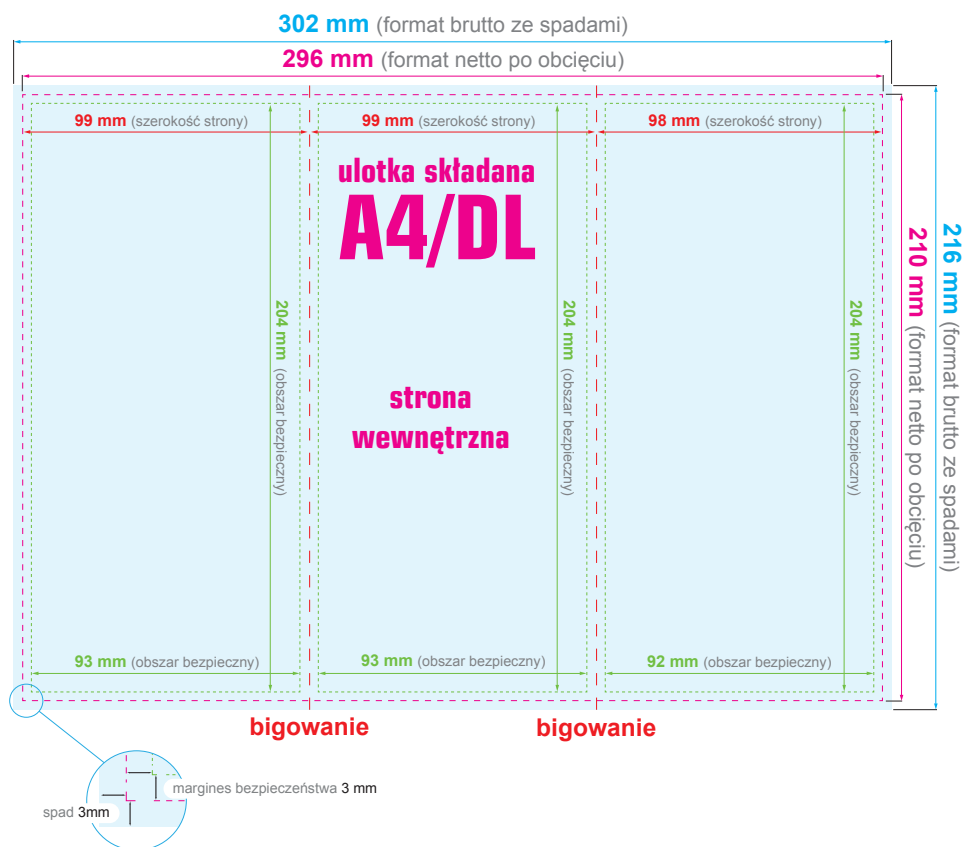 302 mm (format brutto ze spadami)
296 mm (format netto po obcięciu)
99 mm (szerokość strony)
99 mm (szerokość strony)
98 mm (szerokość strony)
ulotka składana
A4/DL
204 mm (obszar bezpieczny)
204 mm (obszar bezpieczny)
204 mm (obszar bezpieczny)
210 mm (format netto po obcięciu)
216 mm (format brutto ze spadami)
strona
wewnętrzna
93 mm (obszar bezpieczny)
93 mm (obszar bezpieczny)
92 mm (obszar bezpieczny)
bigowanie
bigowanie
margines bezpieczeństwa 3 mm
spad 3mm